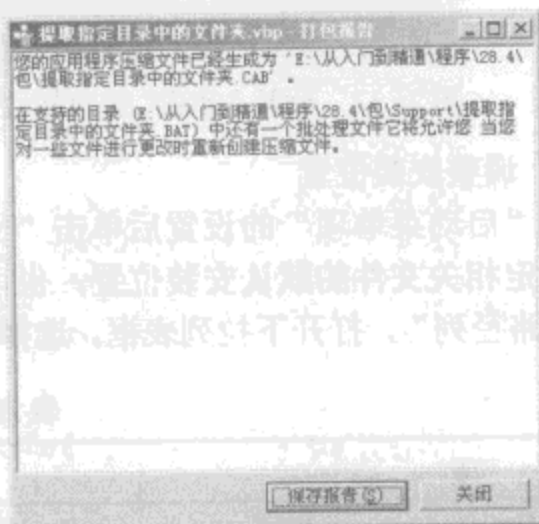 提取指定目录中的文件夹.vbp - 打包报告
您的应用程序压缩文件已经生成为 'E:\从入门到精通\程序\28.4\
包\提取指定目录中的文件夹.CAB' 。
在支持的目录 (E:\从入门到精通\程序\28.4\包\Support\提取指
定目录中的文件夹.BAT) 中还有一个批处理文件它将允许您 当您
对一些文件进行更改时重新创建压缩文件。
保存报告(S)
关闭